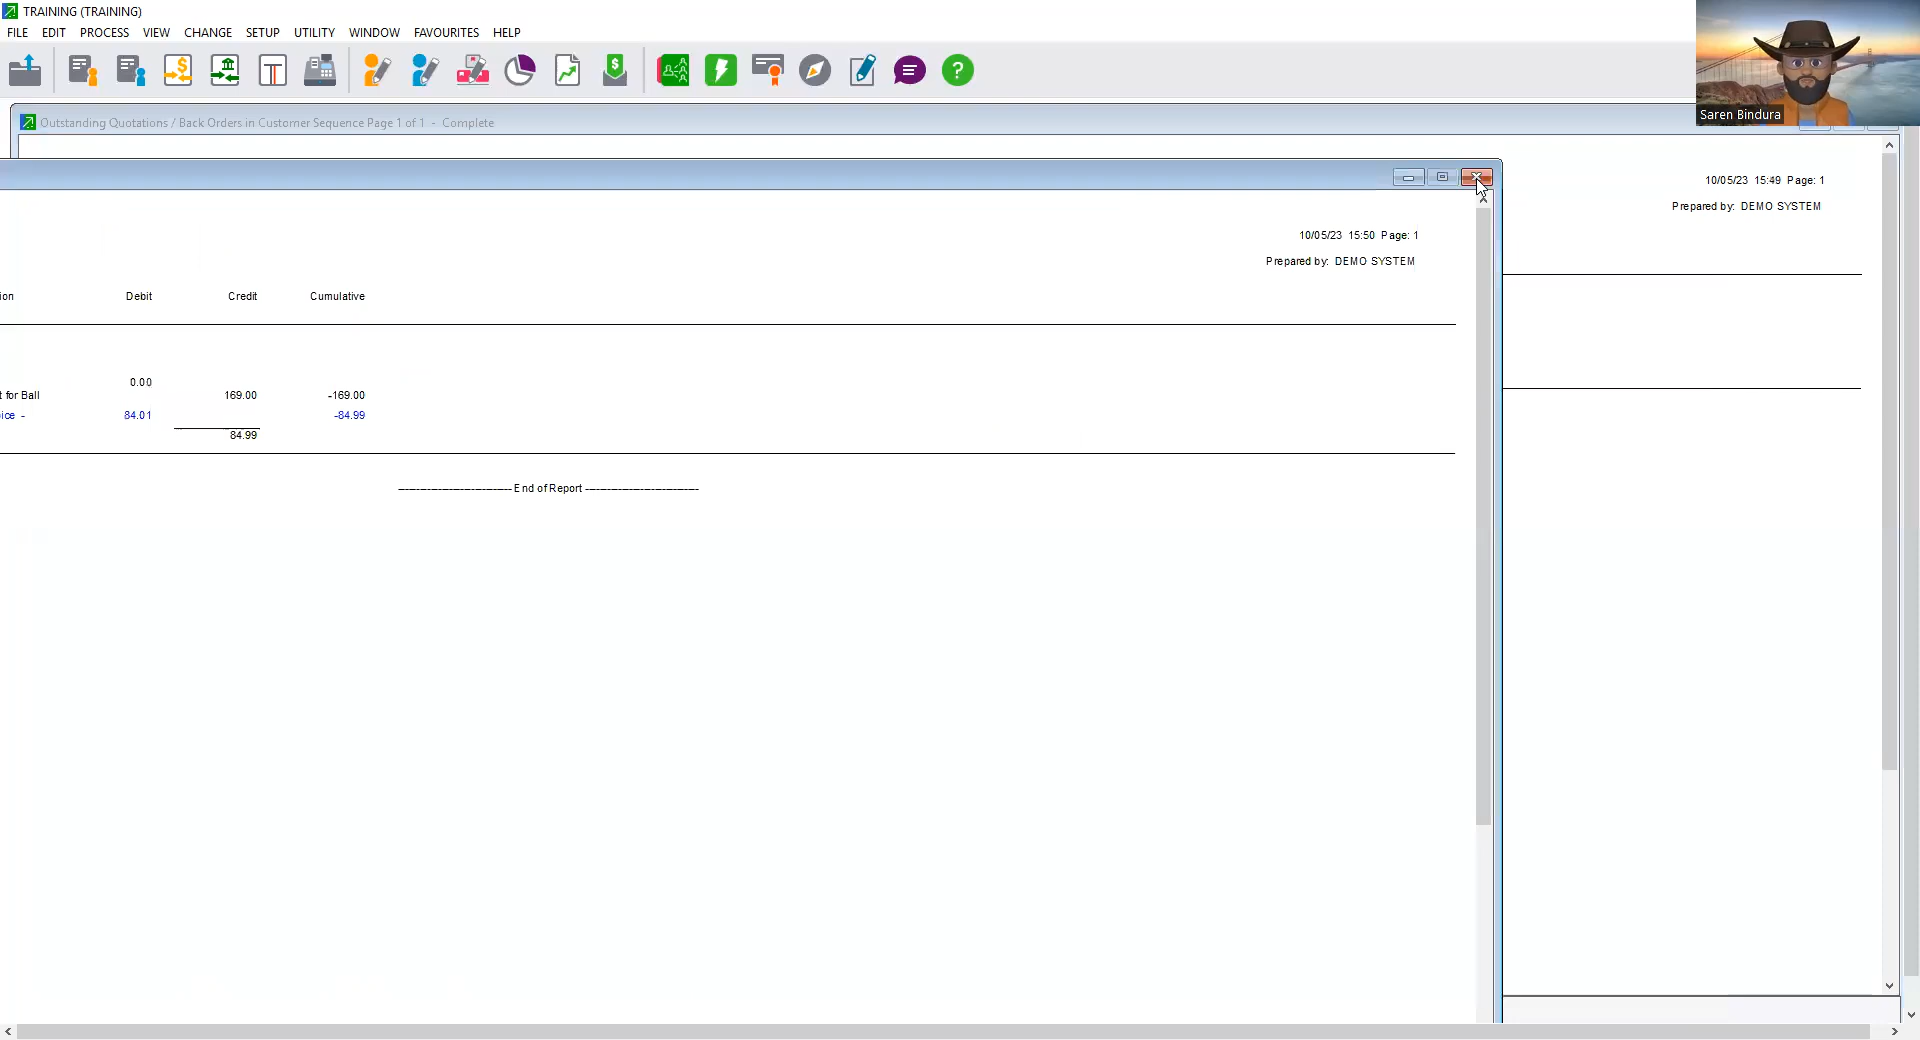 TRAINING (TRAINING)
FILE EDIT PROCESS VIEW CHANGE SETUP UTILITY WINDOW FAVOURITES HELP
Saren Bindura
Outstanding Quotations / Back Orders in Customer Sequence Page 1 of 1 - Complete
10/05/23 15:49 Page: 1
Prepared by: DEMO SYSTEM
10/05/23 15:50 Page: 1
Prepared by: DEMO SYSTEM
ion Debit Credit Cumulative
0.00
t for Ball 169.00 -169.00
ice - 84.01 -84.99
84.99
End of Report